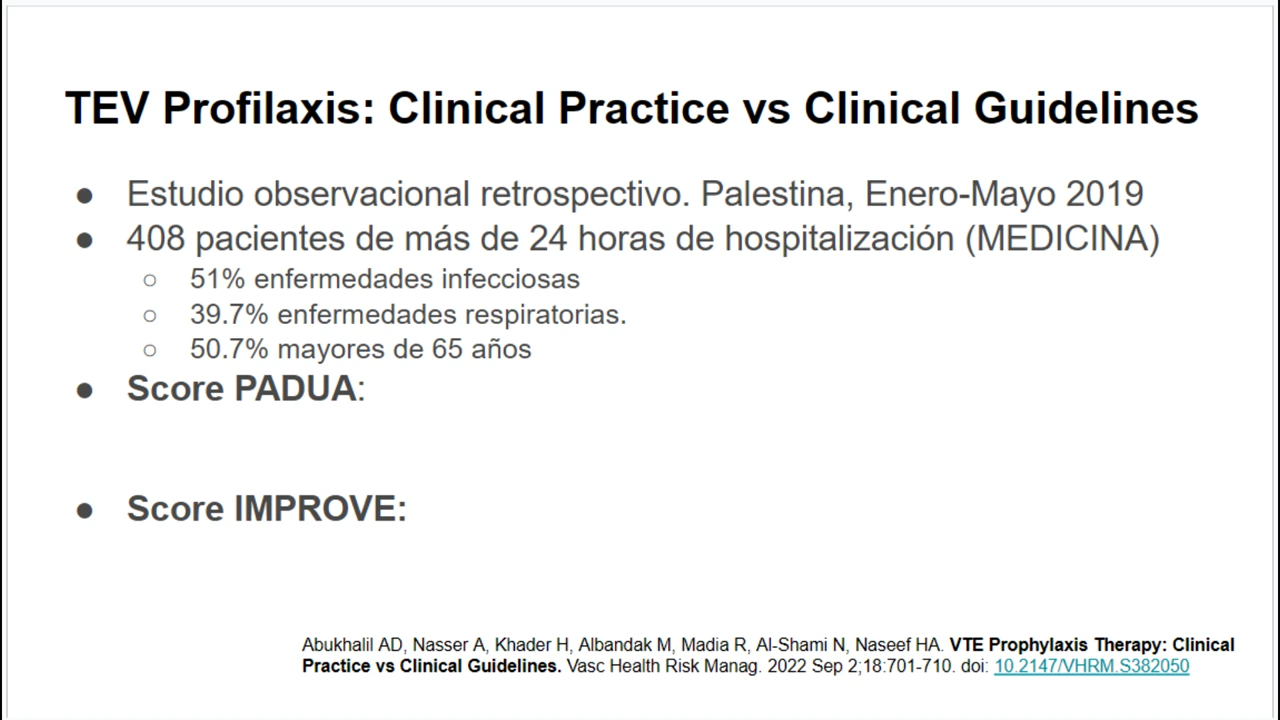 TEV Profilaxis: Clinical Practice vs Clinical Guidelines
● Estudio observacional retrospectivo. Palestina, Enero-Mayo 2019
● 408 pacientes de más de 24 horas de hospitalización (MEDICINA)
○ 51% enfermedades infecciosas
○ 39.7% enfermedades respiratorias.
○ 50.7% mayores de 65 años
● Score PADUA:
● Score IMPROVE:
Abukhalil AD, Nasser A, Khader H, Albandak M, Madia R, Al-Shami N, Naseef HA. VTE Prophylaxis Therapy: Clinical
Practice vs Clinical Guidelines. Vasc Health Risk Manag. 2022 Sep 2;18:701-710. doi: 10.2147/VHRM.S382050